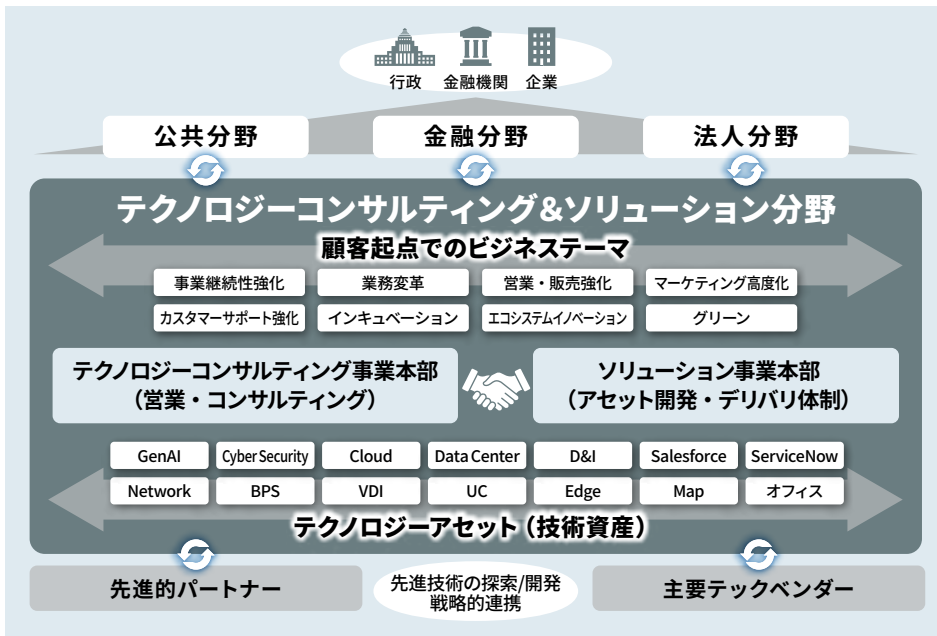 行政 金融機関 企業
公共分野 金融分野 法人分野
テクノロジーコンサルティング&ソリューション分野
顧客起点でのビジネステーマ
事業継続性強化 業務変革 営業・販売強化 マーケティング高度化
カスタマーサポート強化 インキュベーション エコシステムイノベーション グリーン
テクノロジーコンサルティング事業本部
（営業・コンサルティング）
ソリューション事業本部
（アセット開発・デリバリ体制）
GenAI Cyber Security Cloud Data Center D&I Salesforce ServiceNow
Network BPS VDI UC Edge Map オフィス
テクノロジーアセット（技術資産）
先進的パートナー
先進技術の探索/開発
戦略的連携
主要テックベンダー